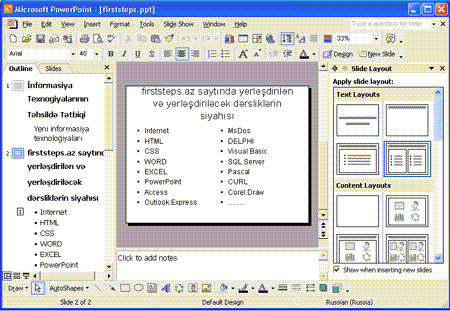 Microsoft PowerPoint - [firststeps.ppt]
File Edit View Insert Format Tools Slide Show Window Type a question for help
33%
Arial 40 B I U S Design New Slide
Outline Slides
1 İnformasiya
Texnogiyalarının
Təhsildə Tətbiqi
Yeni informasiya
texnologiyaları
2 firststeps.az saytında
yerləşdirilən və
yerləşdiriləcək
dərsliklərin siyahısı
1 • Internet
• HTML
• CSS
• WORD
• EXCEL
• PowerPoint
firststeps.az saytında yerləşdirilən
və yerləşdiriləcək dərsliklərin
siyahısı
• Internet
• HTML
• CSS
• WORD
• EXCEL
• PowerPoint
• Access
• Outlook Express
• MsDos
• DELPHI
• Visual Basic
• SQL Server
• Pascal
• CURL
• Corel Draw
• ........
Click to add notes
Slide Layout
Apply slide layout:
Text Layouts
Content Layouts
Show when inserting new slides
Draw AutoShapes
Slide 2 of 2 Default Design Russian (Russia)